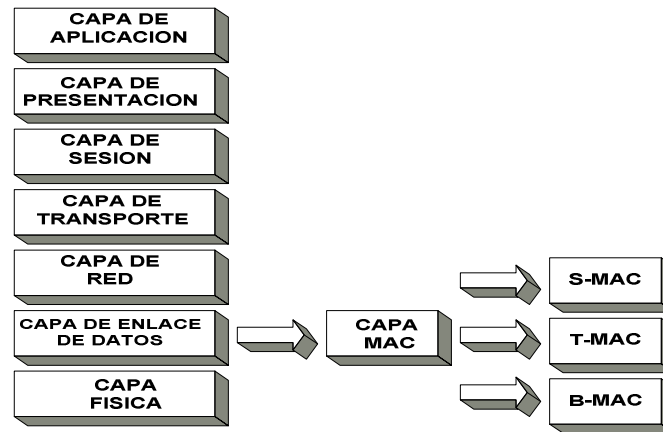 CAPA DE
APLICACION
CAPA DE
PRESENTACION
CAPA DE
SESION
CAPA DE
TRANSPORTE
CAPA DE
RED
CAPA DE ENLACE
DE DATOS
CAPA
FISICA
CAPA
MAC
S-MAC
T-MAC
B-MAC